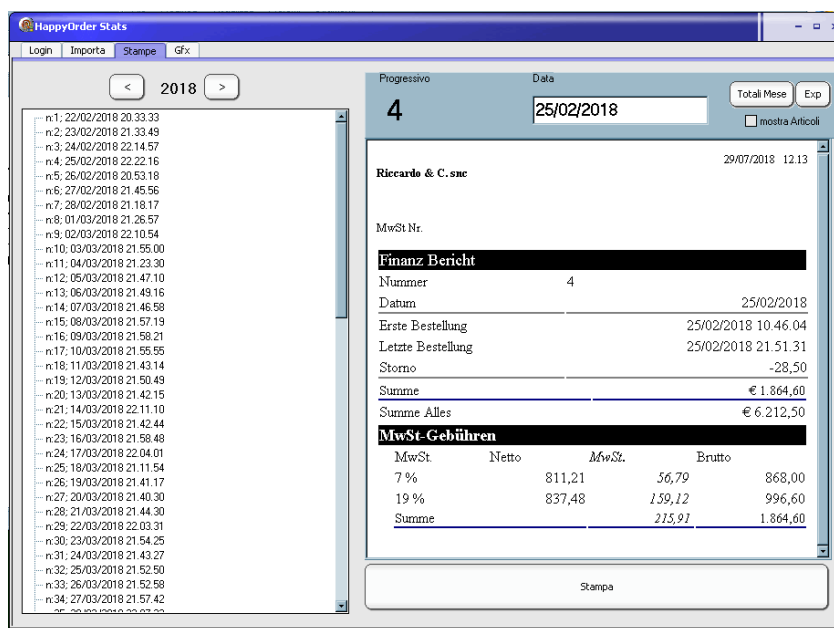 HappyOrder Stats
Login Importa Stampe Gfx
< 2018 >
n:1; 22/02/2018 20.33.33
n:2; 23/02/2018 21.33.49
n:3; 24/02/2018 22.14.57
n:4; 25/02/2018 22.22.16
n:5; 26/02/2018 20.53.18
n:6; 27/02/2018 21.45.56
n:7; 28/02/2018 21.18.17
n:8; 01/03/2018 21.26.57
n:9; 02/03/2018 22.10.54
n:10; 03/03/2018 21.55.00
n:11; 04/03/2018 21.23.30
n:12; 05/03/2018 21.47.10
n:13; 06/03/2018 21.49.16
n:14; 07/03/2018 21.46.58
n:15; 08/03/2018 21.57.19
n:16; 09/03/2018 21.58.21
n:17; 10/03/2018 21.55.55
n:18; 11/03/2018 21.43.14
n:19; 12/03/2018 21.50.49
n:20; 13/03/2018 21.42.15
n:21; 14/03/2018 22.11.10
n:22; 15/03/2018 21.42.44
n:23; 16/03/2018 21.58.48
n:24; 17/03/2018 22.04.01
n:25; 18/03/2018 21.11.54
n:26; 19/03/2018 21.41.17
n:27; 20/03/2018 21.40.30
n:28; 21/03/2018 21.44.30
n:29; 22/03/2018 22.03.31
n:30; 23/03/2018 21.54.25
n:31; 24/03/2018 21.43.27
n:32; 25/03/2018 21.52.50
n:33; 26/03/2018 21.52.58
n:34; 27/03/2018 21.57.42
Progressivo Data
4 25/02/2018
Totali Mese Exp
mostra Articoli
29/07/2018 12.13
Riccardo & C. snc
MwSt Nr.
Finanz Bericht
Nummer 4
Datum 25/02/2018
Erste Bestellung 25/02/2018 10.46.04
Letzte Bestellung 25/02/2018 21.51.31
Storno -28,50
Summe € 1.864,60
Summe Alles € 6.212,50
MwSt-Gebühren
MwSt. Netto MwSt. Brutto
7 % 811,21 56,79 868,00
19 % 837,48 159,12 996,60
Summe 215,91 1.864,60
Stampa